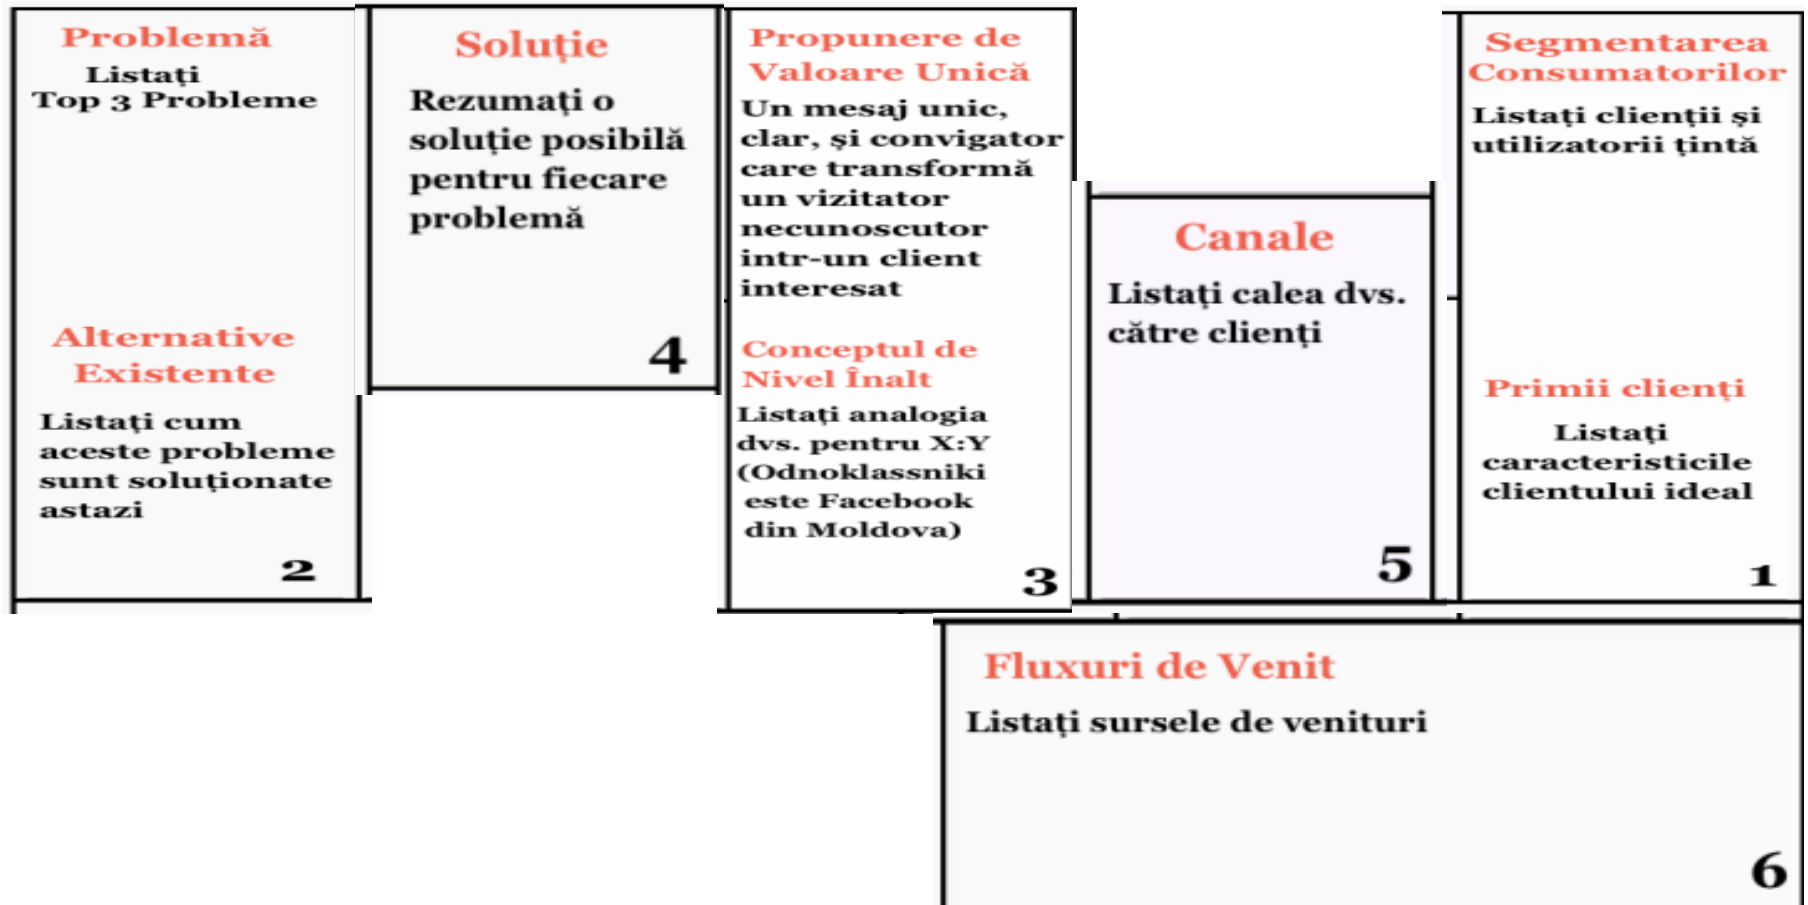 Problemă
Listați
Top 3 Probleme
Alternative
Existente
Listați cum
aceste probleme
sunt soluționate
astazi
2
Soluție
Rezumați o
soluție posibilă
pentru fiecare
problemă
4
Propunere de
Valoare Unică
Un mesaj unic,
clar, și convigator
care transformă
un vizitator
necunoscutor
intr-un client
interesat
Conceptul de
Nivel Înalt
Listați analogia
dvs. pentru X:Y
(Odnoklassniki
este Facebook
din Moldova)
3
Canale
Listați calea dvs.
către clienți
5
Segmentarea
Consumatorilor
Listați clienții și
utilizatorii țintă
Primii clienți
Listați
caracteristicile
clientului ideal
1
Fluxuri de Venit
Listați sursele de venituri
6